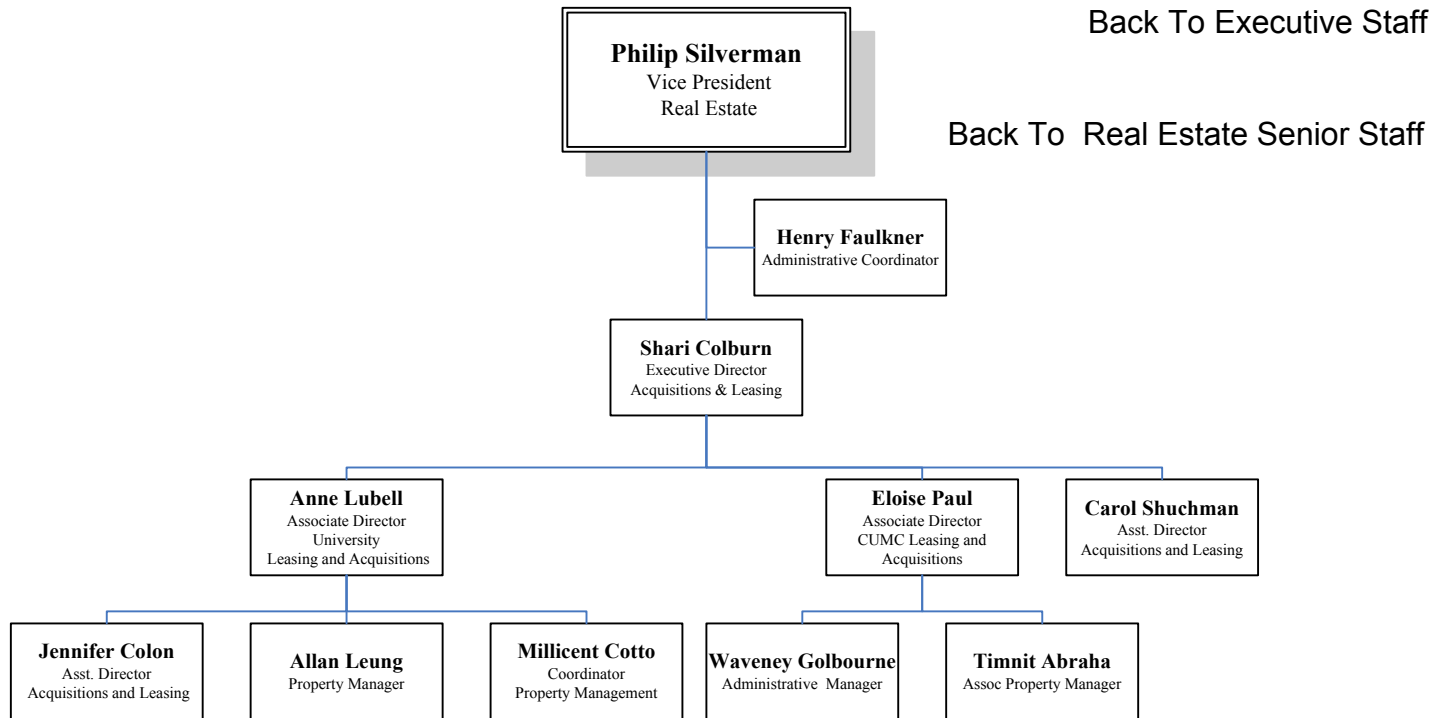 Back To Executive Staff
Philip Silverman
Vice President
Real Estate
Back To  Real Estate Senior Staff
Henry Faulkner
Administrative Coordinator
Shari Colburn
Executive Director
Acquisitions & Leasing
Anne Lubell
Associate Director
University
Leasing and Acquisitions
Eloise Paul
Associate Director
CUMC Leasing and
Acquisitions
Carol Shuchman
Asst. Director
Acquisitions and Leasing
Jennifer Colon
Asst. Director
Acquisitions and Leasing
Allan Leung
Property Manager
Millicent Cotto
Coordinator
Property Management
Waveney Golbourne
Administrative  Manager
Timnit Abraha
Assoc Property Manager